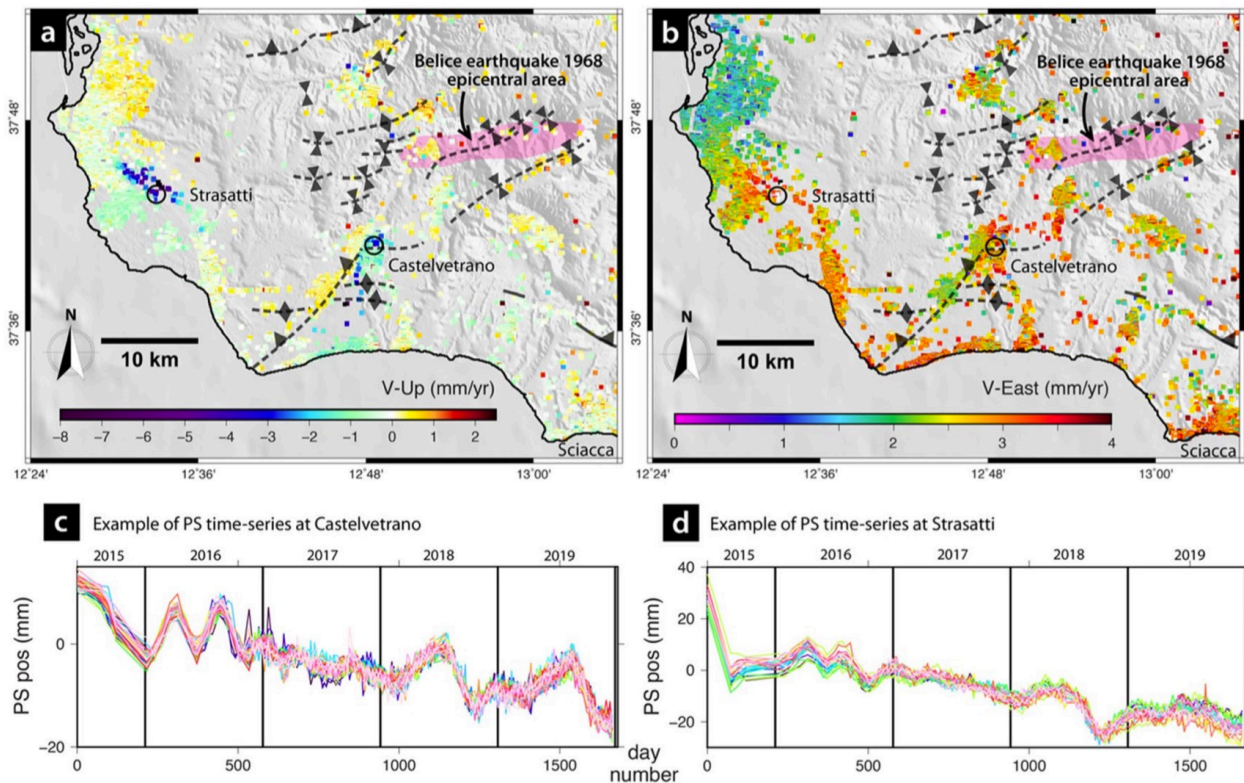 a
Belice earthquake 1968
epicentral area
37˚48'
Strasatti
Castelvetrano
37˚36'
N
10 km
V-Up (mm/yr)
−8 −7 −6 −5 −4 −3 −2 −1 0 1 2
Sciacca
12˚24' 12˚36' 12˚48' 13˚00'
b
Belice earthquake 1968
epicentral area
37˚48'
Strasatti
Castelvetrano
37˚36'
N
10 km
V-East (mm/yr)
0 1 2 3 4
Sciacca
12˚36' 12˚48' 13˚00'
c Example of PS time-series at Castelvetrano
2015 2016 2017 2018 2019
PS pos (mm)
0
−20
0 500 1000 1500
day
number
d Example of PS time-series at Strasatti
2015 2016 2017 2018 2019
PS pos (mm)
40
20
0
−20
0 500 1000 1500